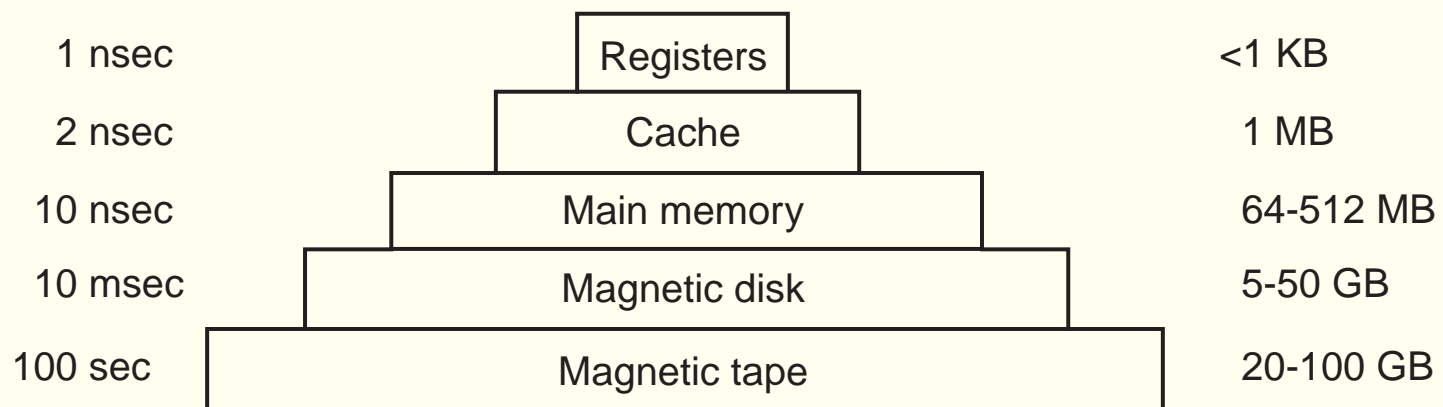 1 nsec Registers <1 KB
2 nsec Cache 1 MB
10 nsec Main memory 64-512 MB
10 msec Magnetic disk 5-50 GB
100 sec Magnetic tape 20-100 GB